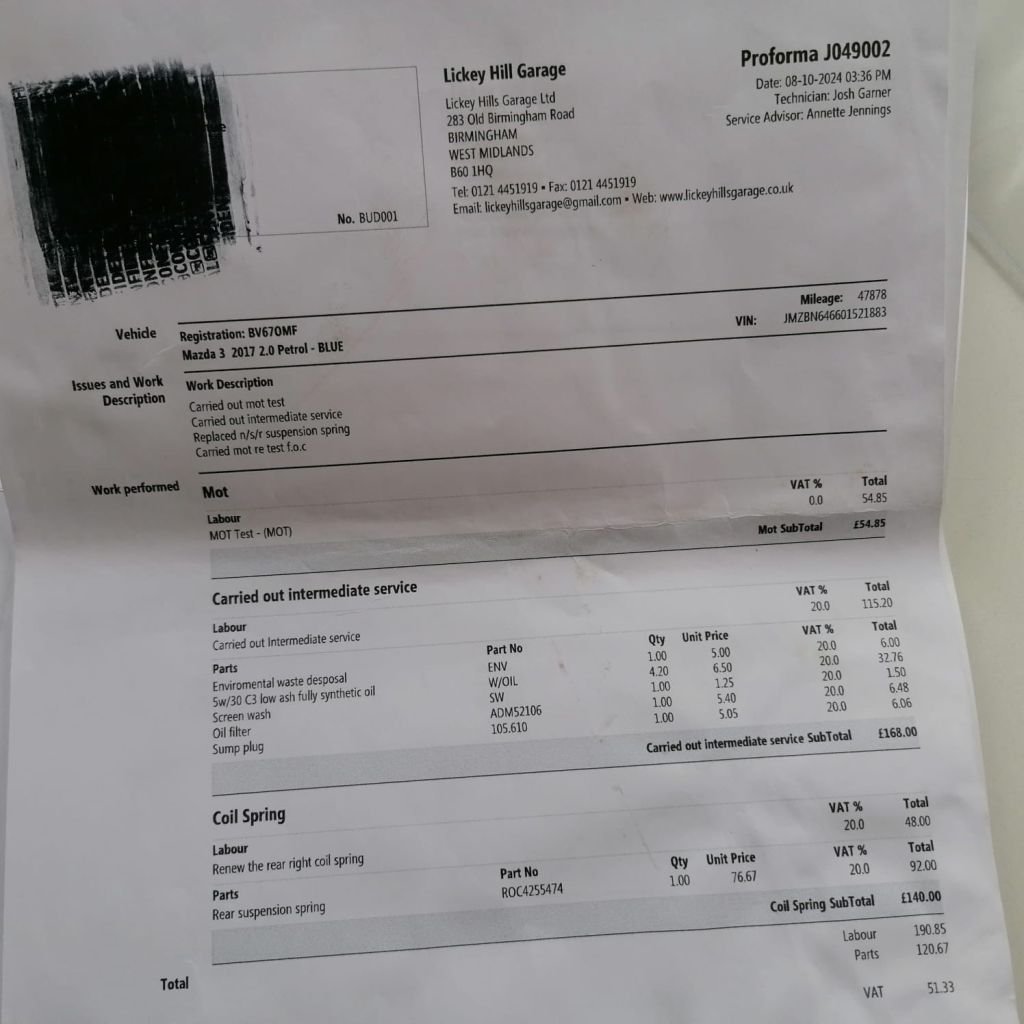 Lickey Hill Garage
Lickey Hills Garage Ltd
283 Old Birmingham Road
BIRMINGHAM
WEST MIDLANDS
B60 1HQ
Tel: 0121 4451919 • Fax: 0121 4451919
Email: lickeyhillsgarage@gmail.com • Web: www.lickeyhillsgarage.co.uk
Proforma J049002
Date: 08-10-2024 03:36 PM
Technician: Josh Garner
Service Advisor: Annette Jennings
No. BUD001
Vehicle
Registration: BV67OMF
Mazda 3 2017 2.0 Petrol - BLUE
Mileage: 47878
VIN: JMZBN646601521883
Issues and Work
Description
Work Description
Carried out mot test
Carried out intermediate service
Replaced n/s/r suspension spring
Carried mot re test f.o.c
Work performed
Mot
Labour VAT % Total
MOT Test - (MOT) 0.0 54.85
Mot SubTotal £54.85
Carried out intermediate service
Labour VAT % Total
Carried out Intermediate service 20.0 115.20
Parts Part No Qty Unit Price VAT % Total
Enviromental waste desposal ENV 1.00 5.00 20.0 6.00
5w/30 C3 low ash fully synthetic oil W/OIL 4.20 6.50 20.0 32.76
Screen wash SW 1.00 1.25 20.0 1.50
Oil filter ADM52106 1.00 5.40 20.0 6.48
Sump plug 105.610 1.00 5.05 20.0 6.06
Carried out intermediate service SubTotal £168.00
Coil Spring
Labour VAT % Total
Renew the rear right coil spring 20.0 48.00
Parts Part No Qty Unit Price VAT % Total
Rear suspension spring ROC4255474 1.00 76.67 20.0 92.00
Coil Spring SubTotal £140.00
Total
Labour 190.85
Parts 120.67
VAT 51.33